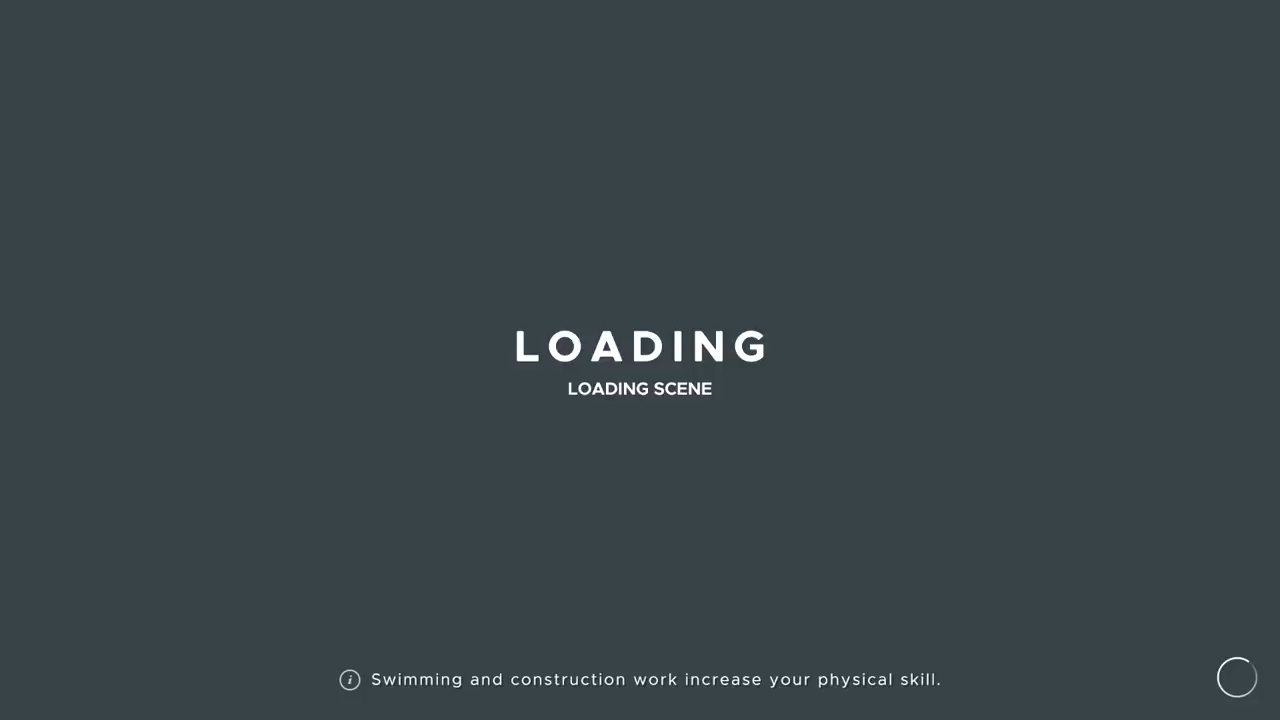 LOADING
LOADING SCENE
Swimming and construction work increase your physical skill.